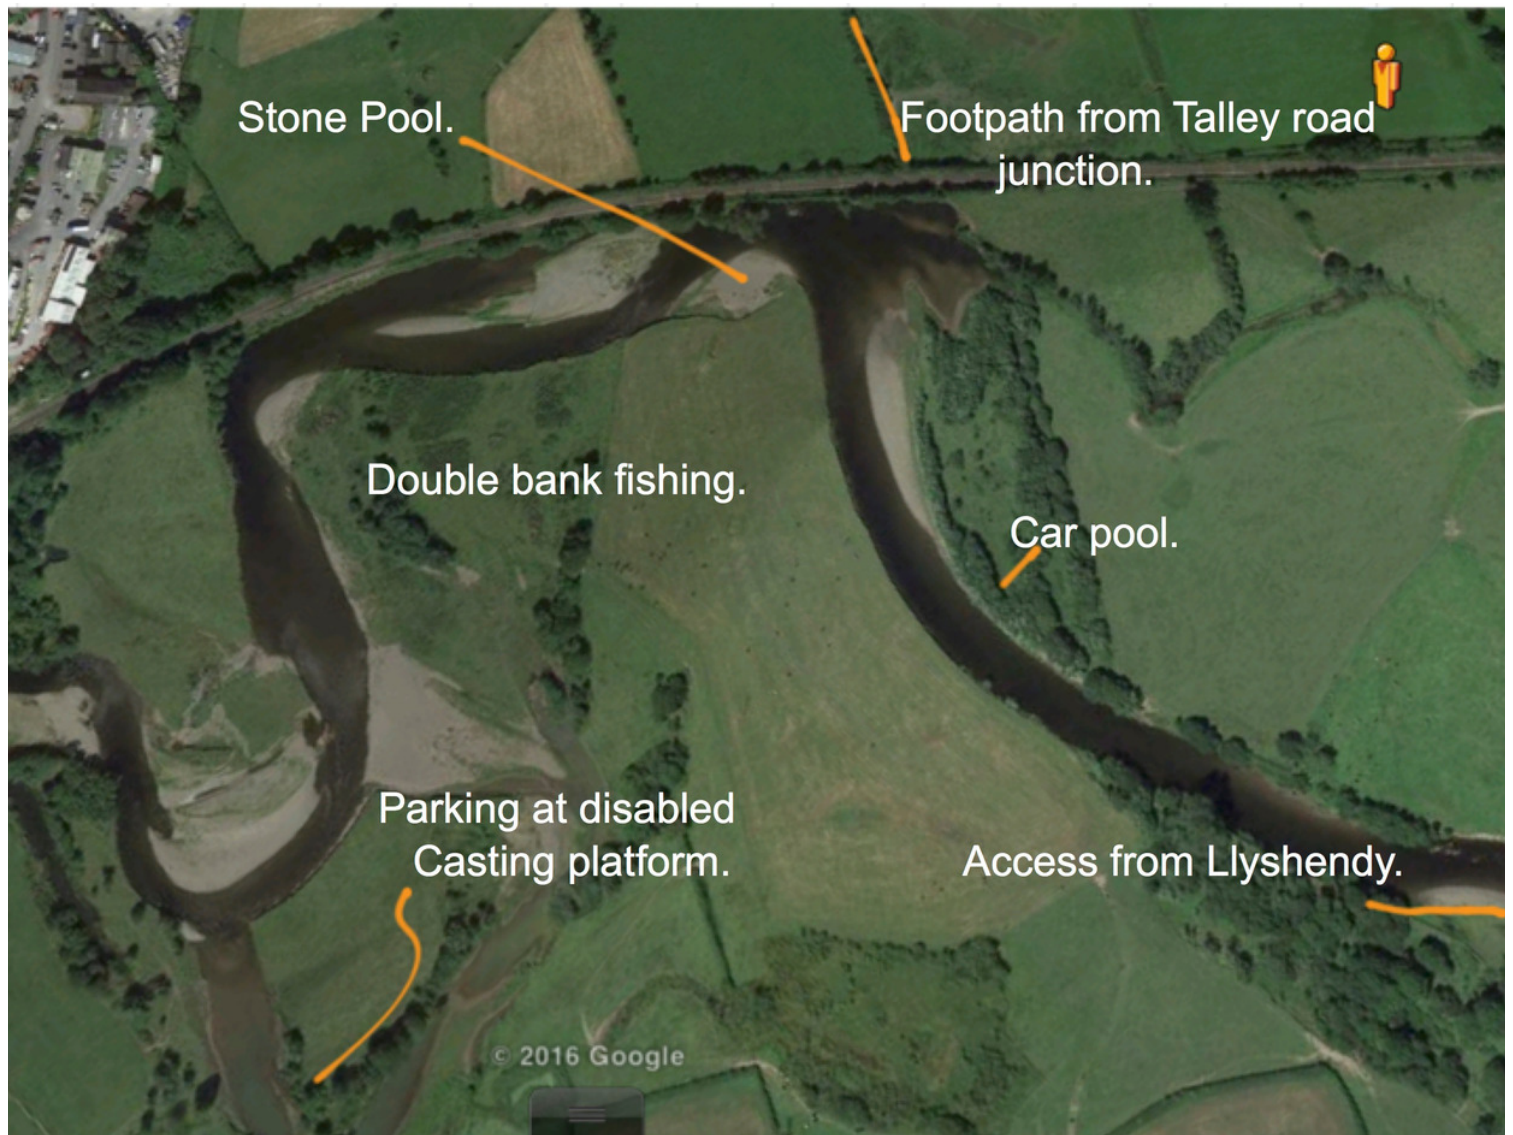 Stone Pool.
Footpath from Talley road
junction.
Double bank fishing.
Car pool.
Parking at disabled
Casting platform.
Access from Llyshendy.
© 2016 Google